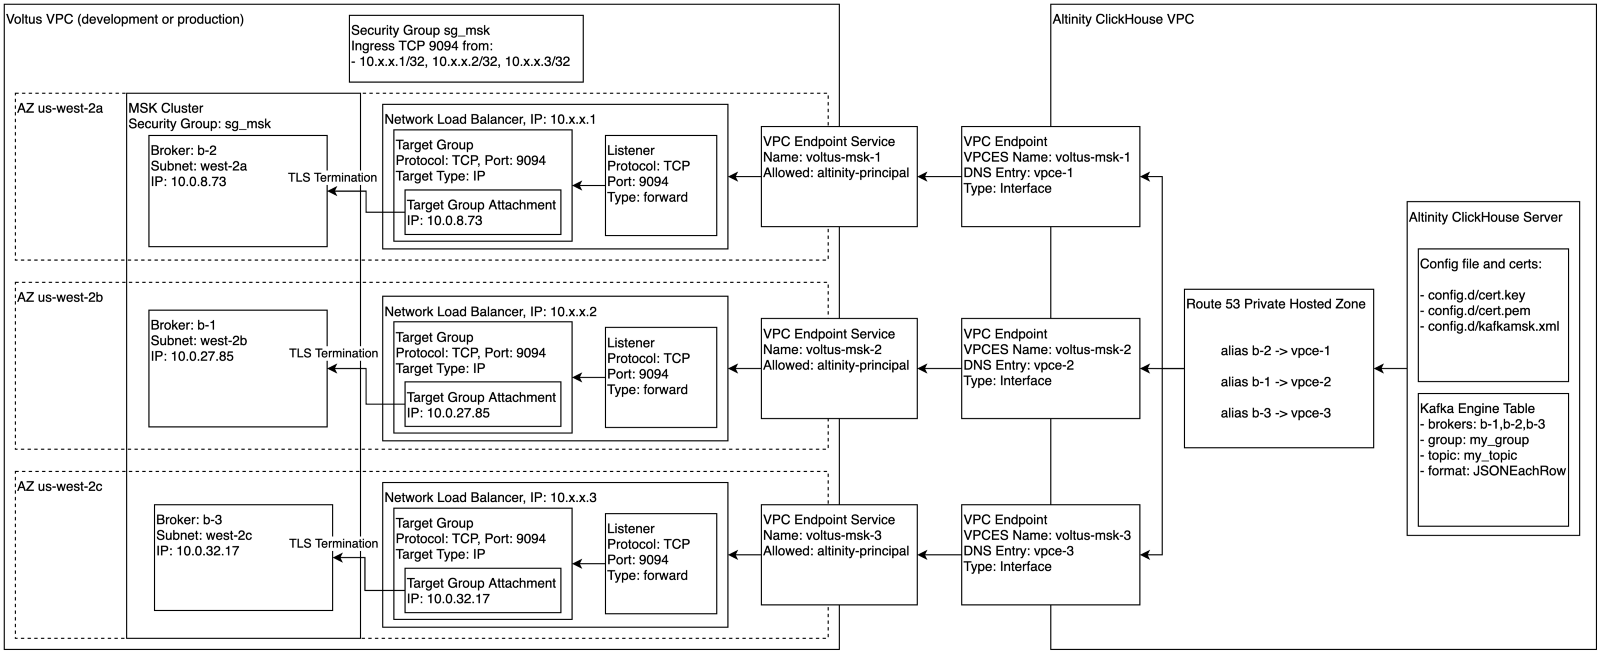 Voltus VPC (development or production)
Security Group sg_msk
Ingress TCP 9094 from:
- 10.x.x.1/32, 10.x.x.2/32, 10.x.x.3/32
AZ us-west-2a
MSK Cluster
Security Group: sg_msk
Broker: b-2
Subnet: west-2a
IP: 10.0.8.73
TLS Termination
Network Load Balancer, IP: 10.x.x.1
Target Group
Protocol: TCP, Port: 9094
Target Type: IP
Target Group Attachment
IP: 10.0.8.73
Listener
Protocol: TCP
Port: 9094
Type: forward
VPC Endpoint Service
Name: voltus-msk-1
Allowed: altinity-principal
AZ us-west-2b
Broker: b-1
Subnet: west-2b
IP: 10.0.27.85
TLS Termination
Network Load Balancer, IP: 10.x.x.2
Target Group
Protocol: TCP, Port: 9094
Target Type: IP
Target Group Attachment
IP: 10.0.27.85
Listener
Protocol: TCP
Port: 9094
Type: forward
VPC Endpoint Service
Name: voltus-msk-2
Allowed: altinity-principal
AZ us-west-2c
Broker: b-3
Subnet: west-2c
IP: 10.0.32.17
TLS Termination
Network Load Balancer, IP: 10.x.x.3
Target Group
Protocol: TCP, Port: 9094
Target Type: IP
Target Group Attachment
IP: 10.0.32.17
Listener
Protocol: TCP
Port: 9094
Type: forward
VPC Endpoint Service
Name: voltus-msk-3
Allowed: altinity-principal
Altinity ClickHouse VPC
VPC Endpoint
VPCES Name: voltus-msk-1
DNS Entry: vpce-1
Type: Interface
VPC Endpoint
VPCES Name: voltus-msk-2
DNS Entry: vpce-2
Type: Interface
VPC Endpoint
VPCES Name: voltus-msk-3
DNS Entry: vpce-3
Type: Interface
Route 53 Private Hosted Zone
alias b-2 -> vpce-1
alias b-1 -> vpce-2
alias b-3 -> vpce-3
Altinity ClickHouse Server
Config file and certs:
- config.d/cert.key
- config.d/cert.pem
- config.d/kafkamsk.xml
Kafka Engine Table
- brokers: b-1,b-2,b-3
- group: my_group
- topic: my_topic
- format: JSONEachRow